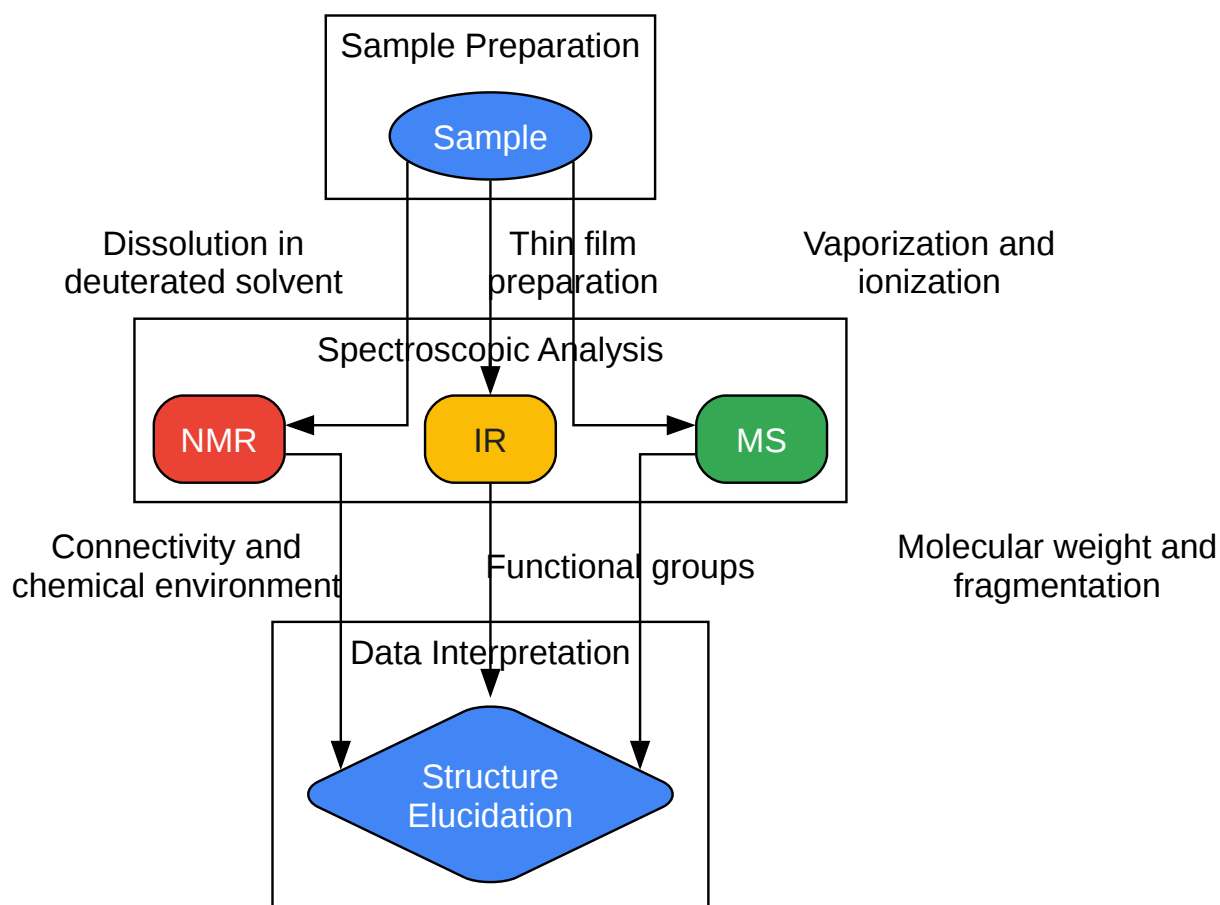 Sample Preparation
Sample
Dissolution in
deuterated solvent
Thin film
preparation
Vaporization and
ionization
Spectroscopic Analysis
NMR
IR
MS
Connectivity and
chemical environment
Functional groups
Molecular weight and
fragmentation
Data Interpretation
Structure
Elucidation